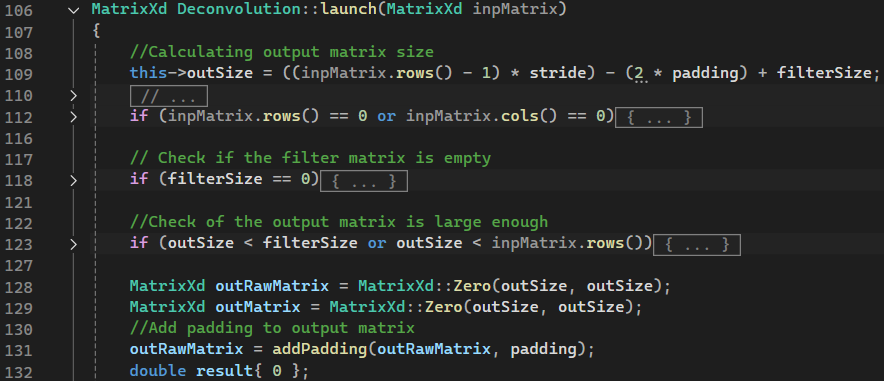 106 MatrixXd Deconvolution::launch(MatrixXd inpMatrix)
107 {
108 //Calculating output matrix size
109 this->outSize = ((inpMatrix.rows() - 1) * stride) - (2 * padding) + filterSize;
110 // ...
112 if (inpMatrix.rows() == 0 or inpMatrix.cols() == 0){ ... }
116
117 // Check if the filter matrix is empty
118 if (filterSize == 0){ ... }
121
122 //Check of the output matrix is large enough
123 if (outSize < filterSize or outSize < inpMatrix.rows()){ ... }
127
128 MatrixXd outRawMatrix = MatrixXd::Zero(outSize, outSize);
129 MatrixXd outMatrix = MatrixXd::Zero(outSize, outSize);
130 //Add padding to output matrix
131 outRawMatrix = addPadding(outRawMatrix, padding);
132 double result{ 0 };